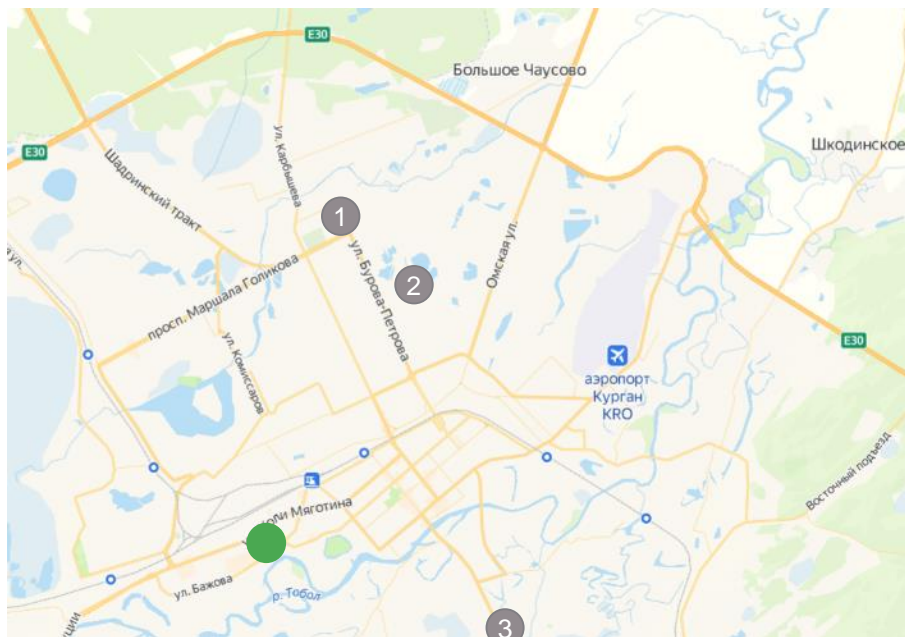 E30
Большое Чаусово
Шкодинское
E30
ул. Карбышева
Шадринский тракт
1
Омская ул.
ул.
просп. Маршала Голикова
ул. Бурова-Петрова
2
ул. Комиссаров
E30
аэропорт
Курган
KRO
Восточный подъезд
Мяготина
ул. Бажова
р. Тобол
3